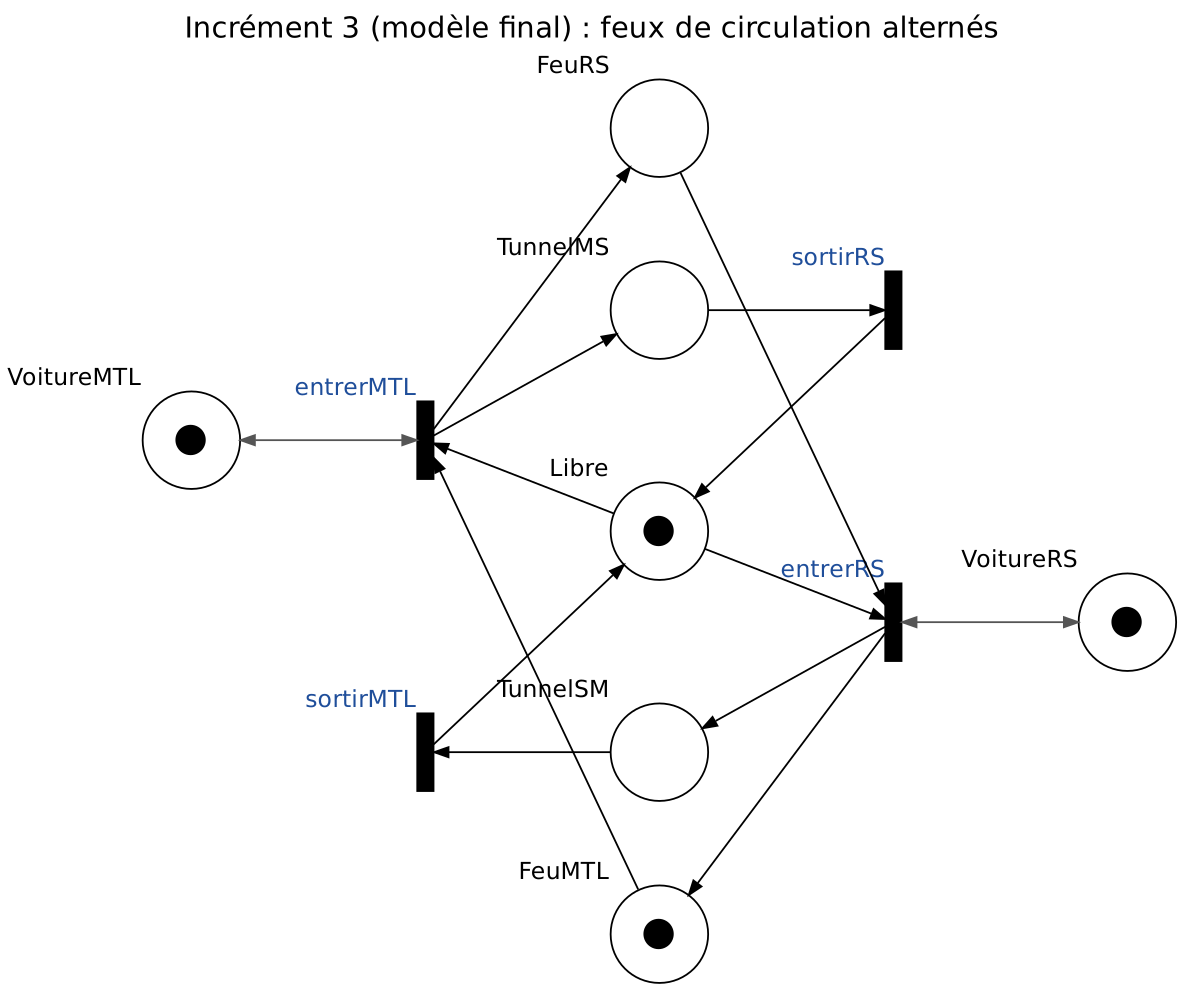 Incrément 3 (modèle final) : feux de circulation alternés
FeuRS
TunnelMS
sortirRS
VoitureMTL
entrerMTL
Libre
VoitureRS
entrerRS
TunnelSM
sortirMTL
FeuMTL